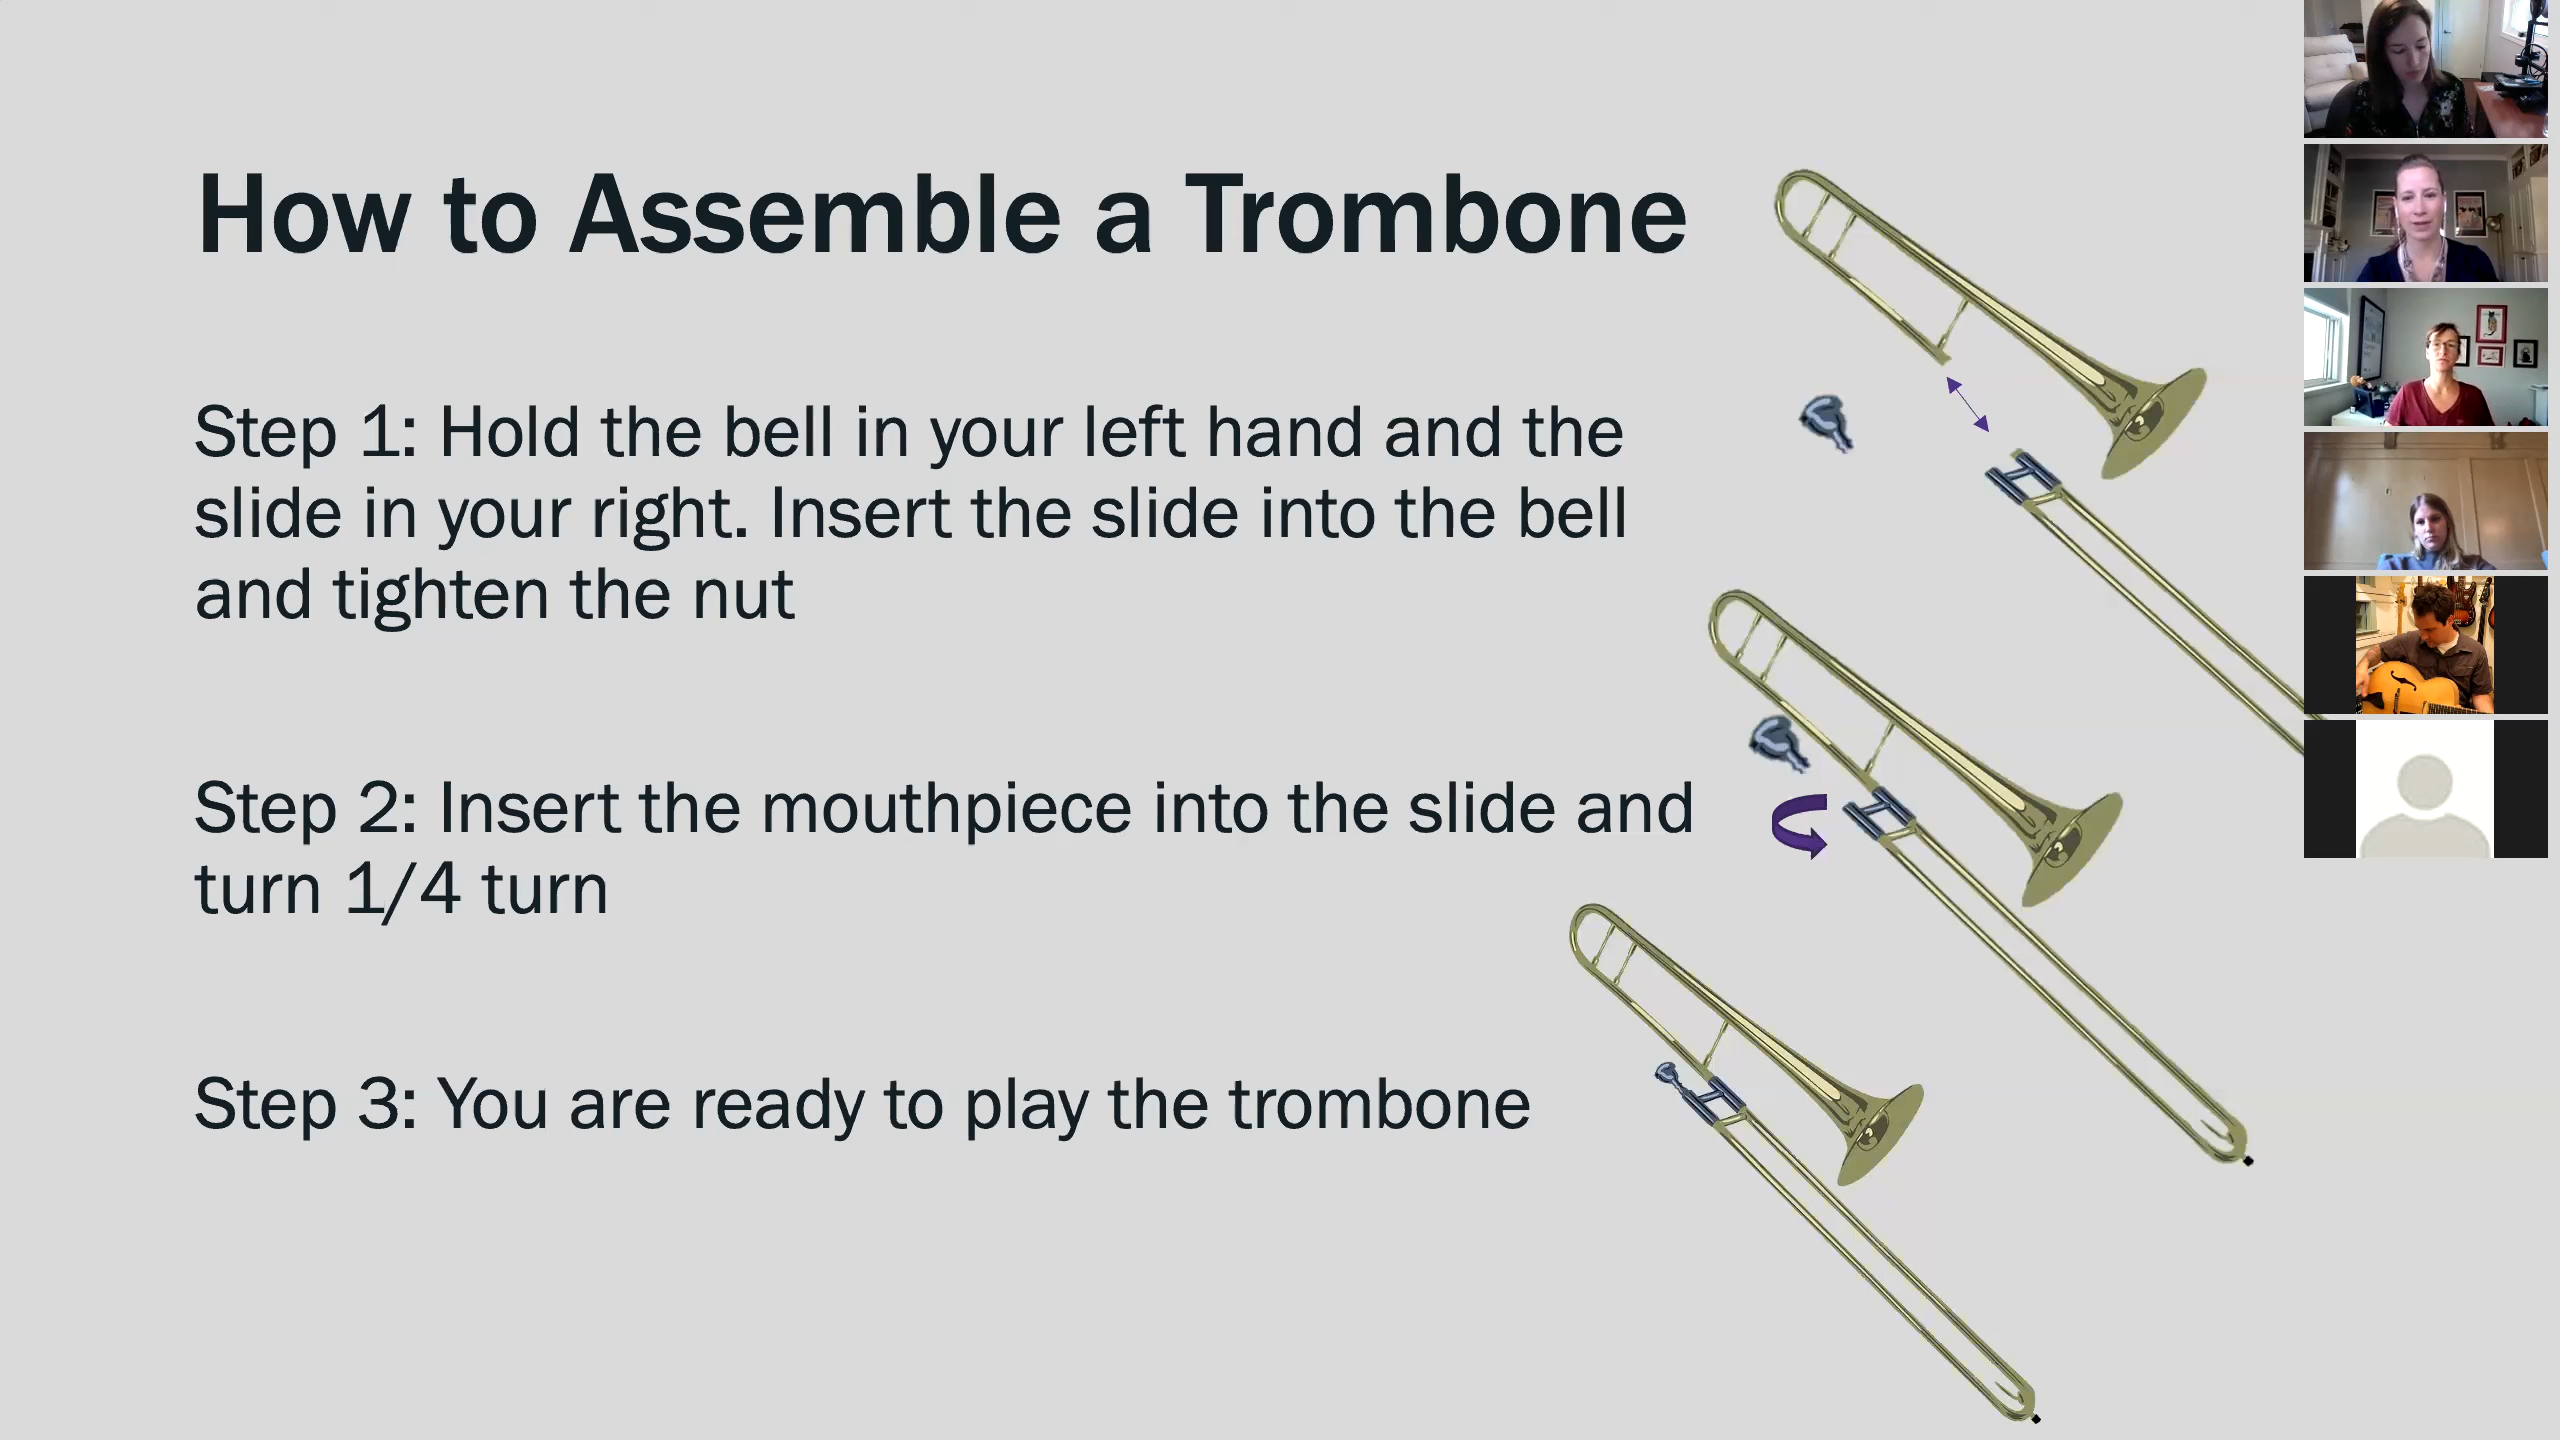 How to Assemble a Trombone
Step 1: Hold the bell in your left hand and the
slide in your right. Insert the slide into the bell
and tighten the nut
Step 2: Insert the mouthpiece into the slide and
turn 1/4 turn
Step 3: You are ready to play the trombone